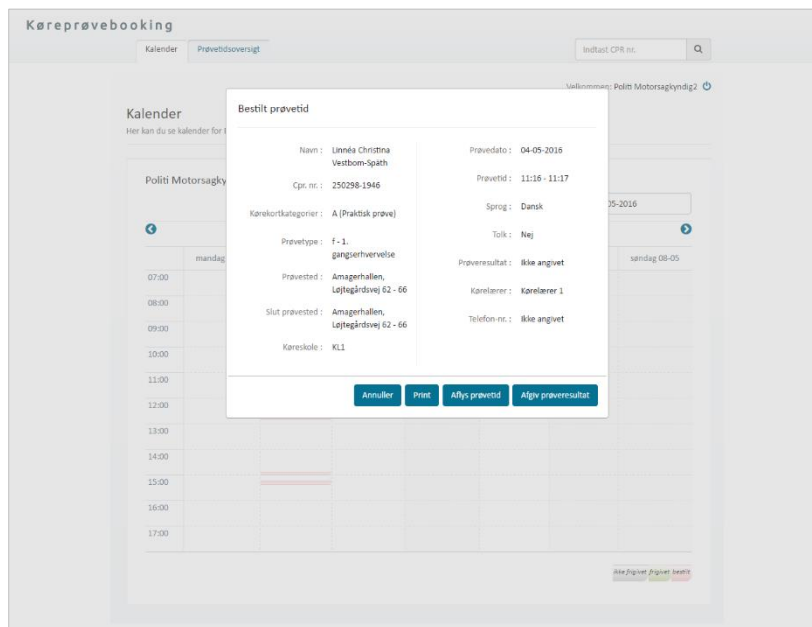 Køreprøvebooking
Kalender
Prøvetidsoversigt
Indtast CPR nr.
Velkommen: Politi Motorsagkyndig2
Kalender
Her kan du se kalender for
Bestilt prøvetid
Navn : Linnéa Christina
Vestbom-Späth
Cpr. nr. : 250298-1946
Kørekortkategorier : A (Praktisk prøve)
Prøvetype : f - 1.
gangserhvervelse
Prøvested : Amagerhallen,
Løjtegårdsvej 62 - 66
Slut prøvested : Amagerhallen,
Løjtegårdsvej 62 - 66
Køreskole : KL1
Prøvedato : 04-05-2016
Prøvetid : 11:16 - 11:17
Sprog : Dansk
Tolk : Nej
Prøveresultat : Ikke angivet
Kørelærer : Kørelærer 1
Telefon-nr. : Ikke angivet
Annuller
Print
Aflys prøvetid
Afgiv prøveresultat
Politi Motorsagky
05-2016
mandag
søndag 08-05
07:00
08:00
09:00
10:00
11:00
12:00
13:00
14:00
15:00
16:00
17:00
ikke frigivet frigivet bestilt